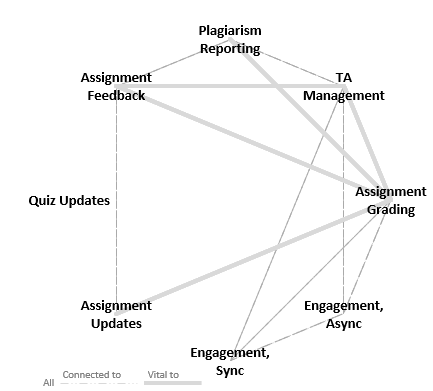 Plagiarism
Reporting
Assignment
Feedback
TA
Management
Quiz Updates
Assignment
Grading
Assignment
Updates
Engagement,
Async
Engagement,
Sync
Connected to
Vital to
All